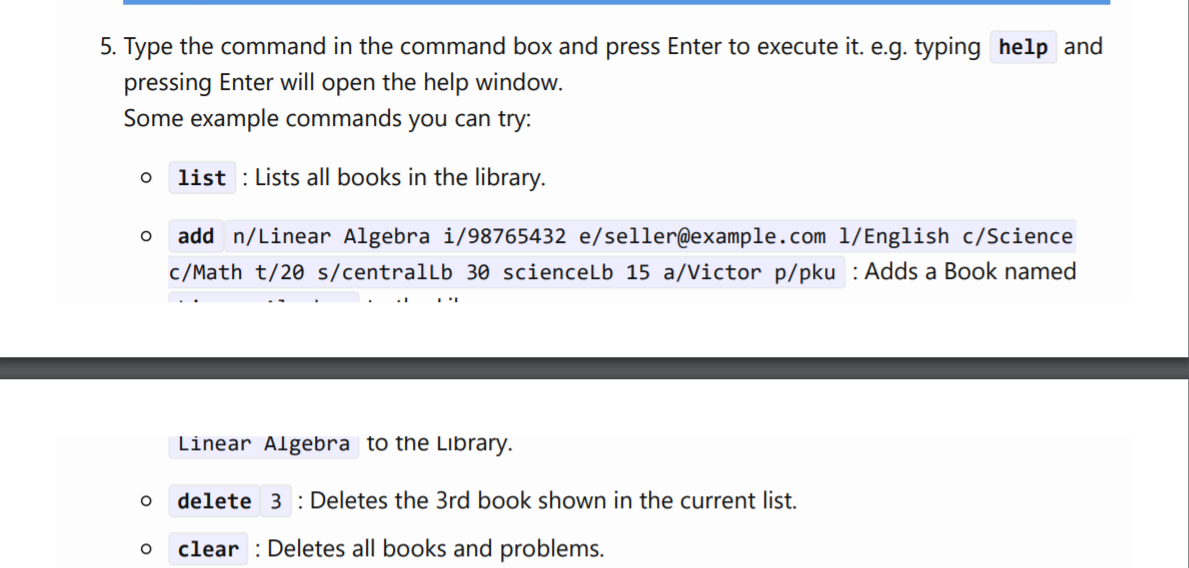 5. Type the command in the command box and press Enter to execute it. e.g. typing help and
pressing Enter will open the help window.
Some example commands you can try:
○ list : Lists all books in the library.
○ add n/Linear Algebra i/98765432 e/seller@example.com l/English c/Science
c/Math t/20 s/centralLb 30 scienceLb 15 a/Victor p/pku : Adds a Book named
Linear Algebra to the Library.
○ delete 3 : Deletes the 3rd book shown in the current list.
○ clear : Deletes all books and problems.